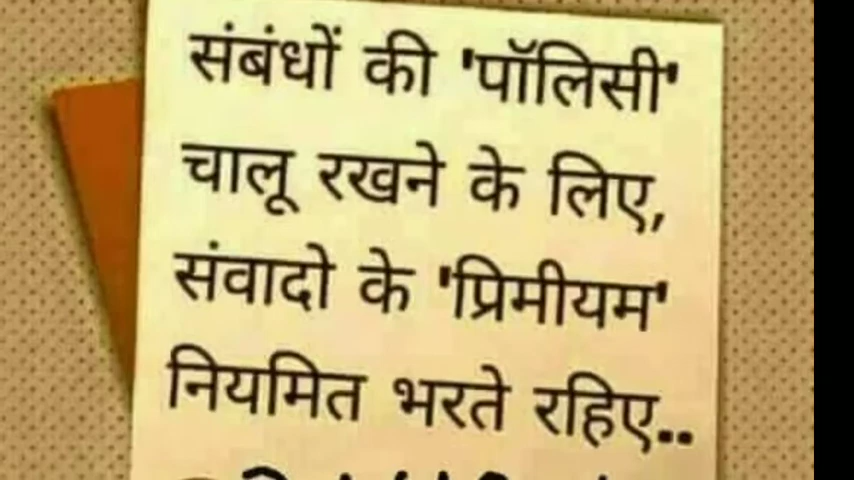 संबंधों की 'पॉलिसी'
चालू रखने के लिए,
संवादो के 'प्रिमीयम'
नियमित भरते रहिए..